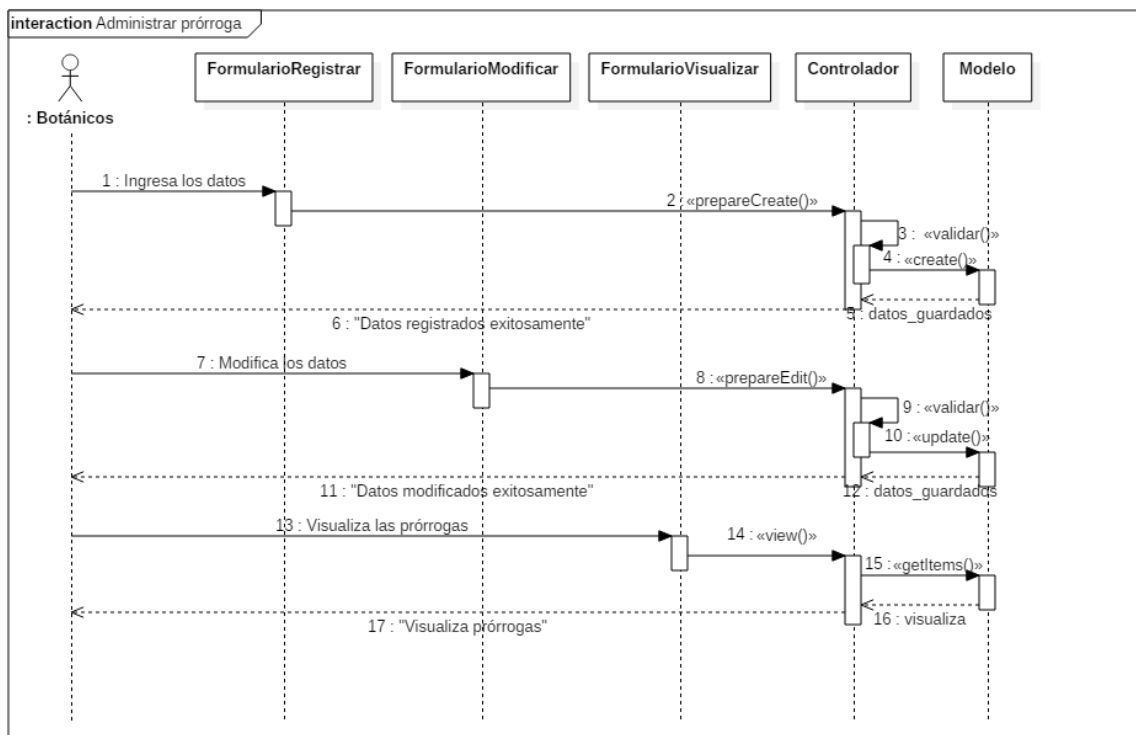 interaction Administrar prórroga
FormularioRegistrar
FormularioModificar
FormularioVisualizar
Controlador
Modelo
: Botánicos
1 : Ingresa los datos
2 : «prepareCreate()»
3 : «validar()»
4 : «create()»
5 : datos_guardados
6 : "Datos registrados exitosamente"
7 : Modifica los datos
8 : «prepareEdit()»
9 : «validar()»
10 : «update()»
11 : "Datos modificados exitosamente"
12 : datos_guardados
13 : Visualiza las prórrogas
14 : «view()»
15 : «getItems()»
16 : visualiza
17 : "Visualiza prórrogas"